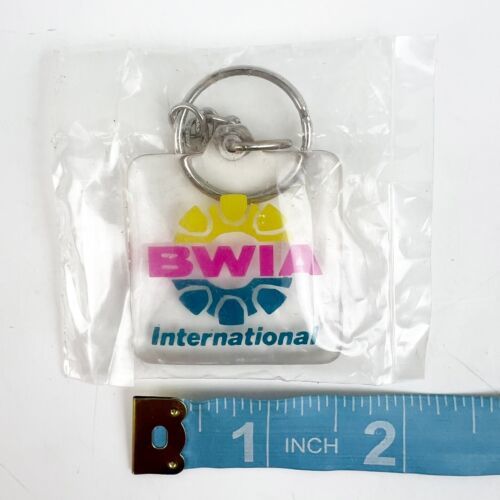 BWIA
International
1 INCH 2